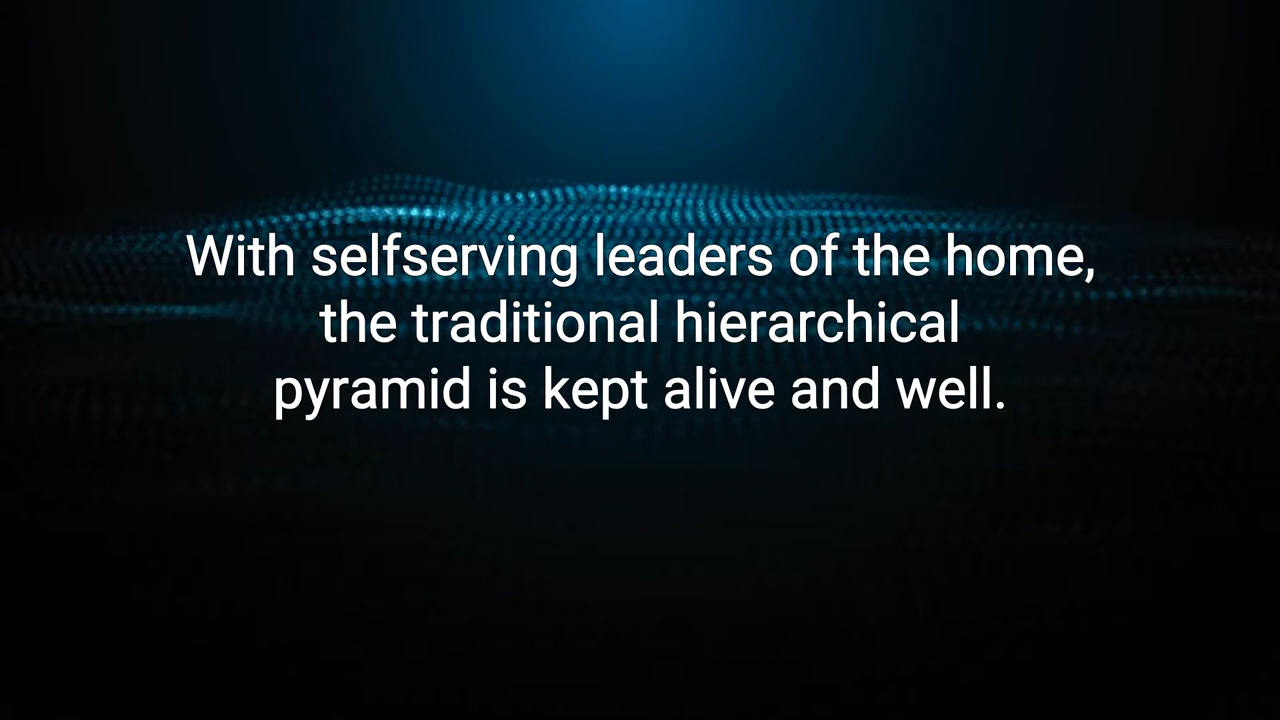 With selfserving leaders of the home,
the traditional hierarchical
pyramid is kept alive and well.